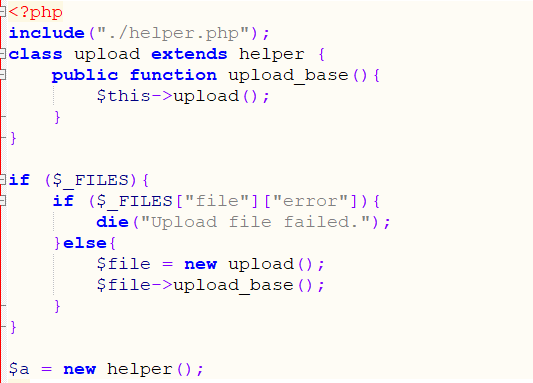 <?php
include("./helper.php");
class upload extends helper {
    public function upload_base(){
        $this->upload();
    }
}

if ($_FILES){
    if ($_FILES["file"]["error"]){
        die("Upload file failed.");
    }else{
        $file = new upload();
        $file->upload_base();
    }
}

$a = new helper();